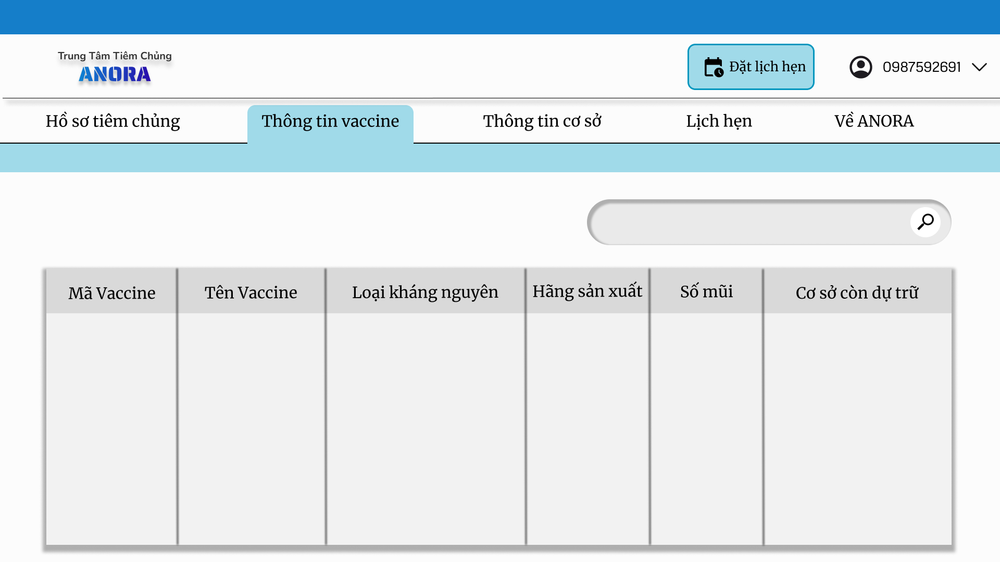 Trung Tâm Tiêm Chủng
ANORA
Đặt lịch hẹn
0987592691
Hồ sơ tiêm chủng
Thông tin vaccine
Thông tin cơ sở
Lịch hẹn
Về ANORA
Mã Vaccine
Tên Vaccine
Loại kháng nguyên
Hãng sản xuất
Số mũi
Cơ sở còn dự trữ